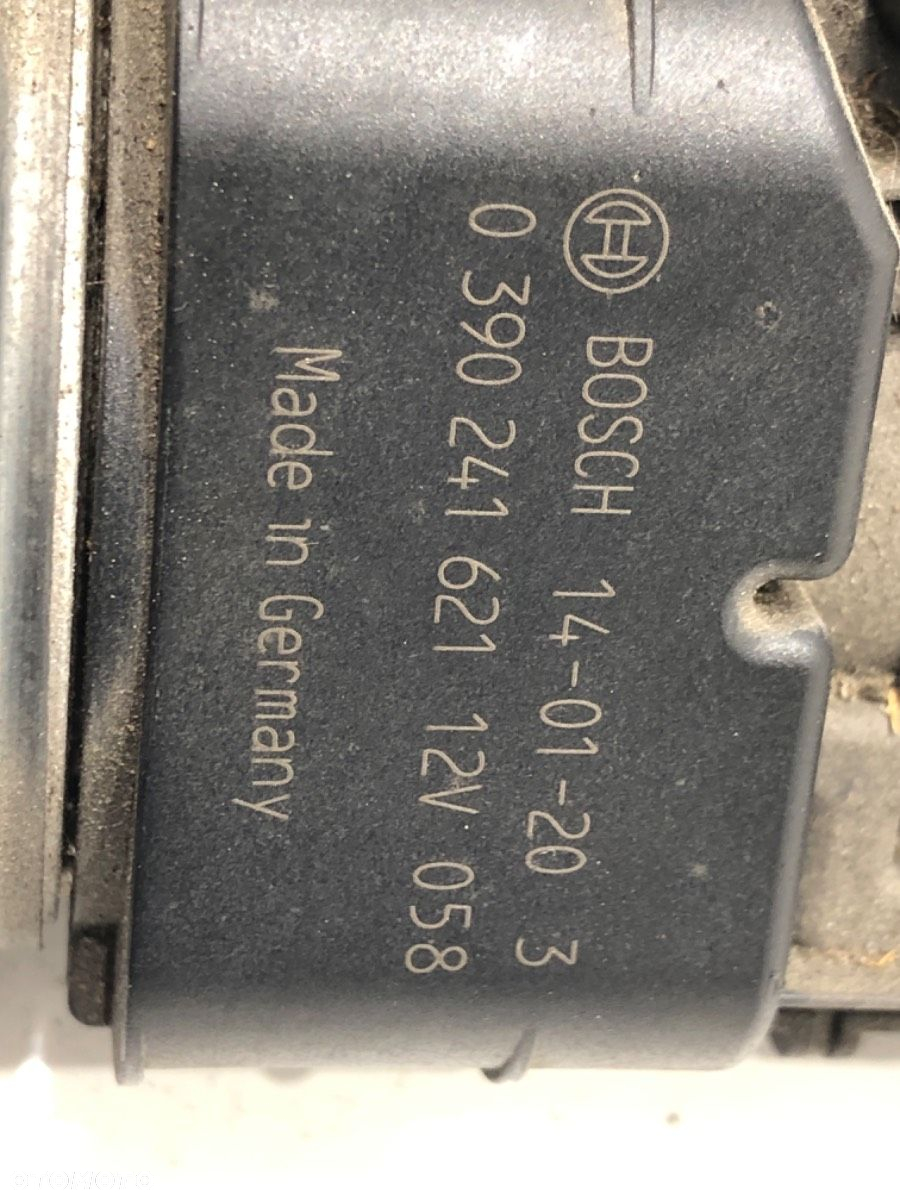 BOSCH 14-01-20 3
0 390 241 621 12V 058
Made in Germany